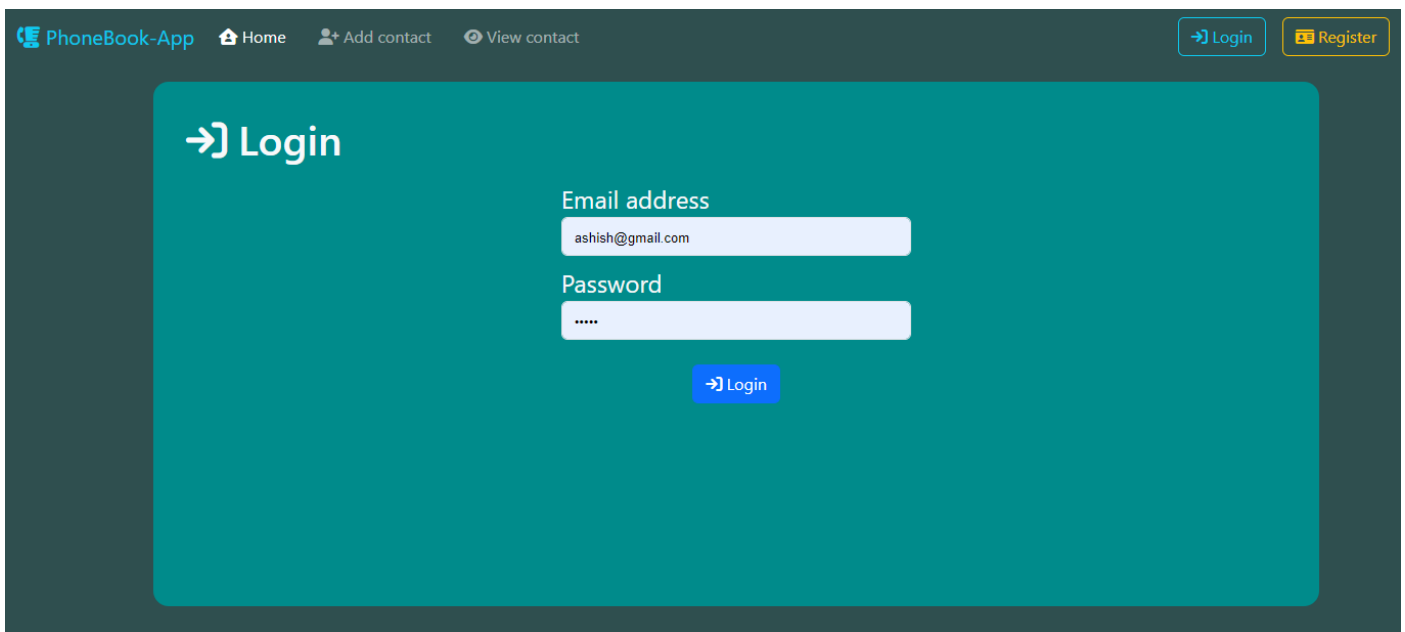 PhoneBook-App Home Add contact View contact Login Register
Login
Email address
ashish@gmail.com
Password
•••••
Login